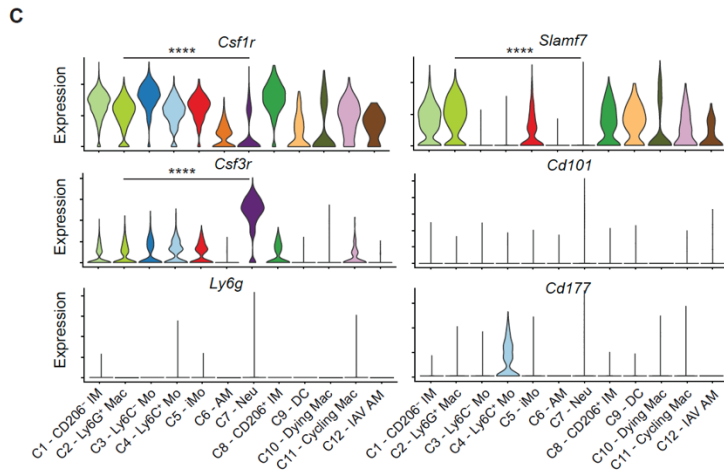 C
Csf1r
Slamf7
****
****
Expression
Csf3r
Cd101
****
Expression
Ly6g
Cd177
Expression
C1 - CD206⁻ IM
C2 - Ly6G⁺ Mac
C3 - Ly6C⁻ Mo
C4 - Ly6C⁺ Mo
C5 - iMo
C6 - AM
C7 - Neu
C8 - CD206⁺ IM
C9 - DC
C10 - Dying Mac
C11 - Cycling Mac
C12 - IAV AM
C1 - CD206⁻ IM
C2 - Ly6G⁺ Mac
C3 - Ly6C⁻ Mo
C4 - Ly6C⁺ Mo
C5 - iMo
C6 - AM
C7 - Neu
C8 - CD206⁺ IM
C9 - DC
C10 - Dying Mac
C11 - Cycling Mac
C12 - IAV AM